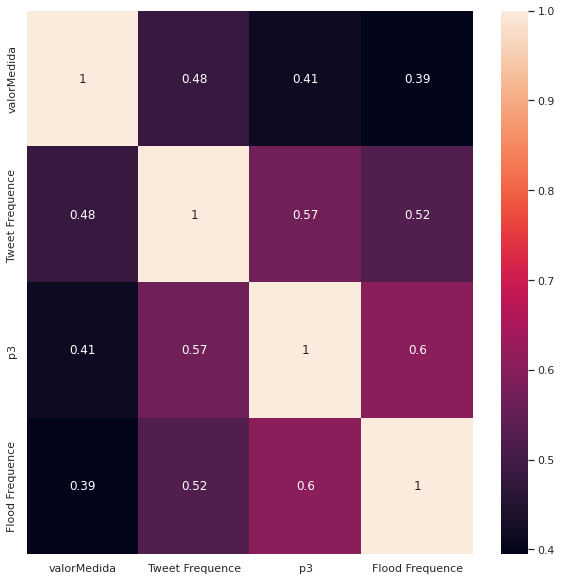 valorMedida
1
0.48
0.41
0.39
Tweet Frequence
0.48
1
0.57
0.52
p3
0.41
0.57
1
0.6
Flood Frequence
0.39
0.52
0.6
1
valorMedida
Tweet Frequence
p3
Flood Frequence
1.0
0.9
0.8
0.7
0.6
0.5
0.4